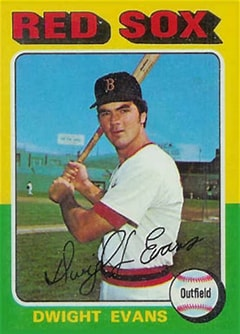 RED SOX
B
Dwight Evans
Outfield
DWIGHT EVANS